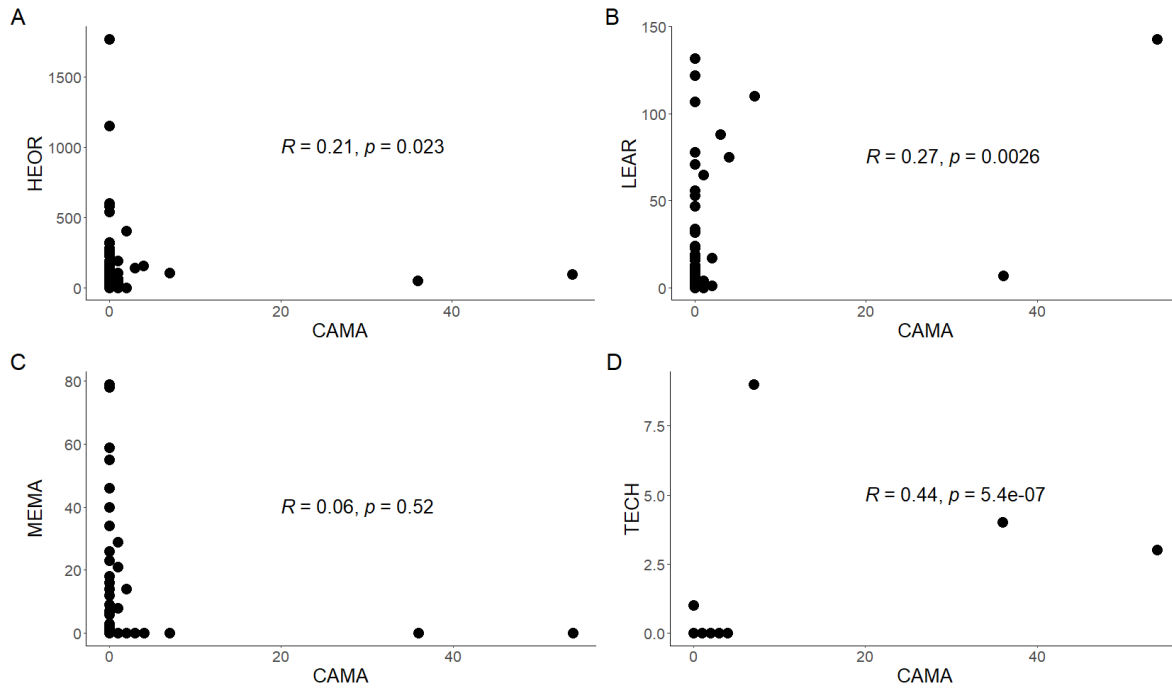 A
HEOR
1500
1000
500
0
R = 0.21, p = 0.023
0 20 40
CAMA
B
LEAR
150
100
50
0
R = 0.27, p = 0.0026
0 20 40
CAMA
C
MEMA
80
60
40
20
0
R = 0.06, p = 0.52
0 20 40
CAMA
D
TECH
7.5
5.0
2.5
0.0
R = 0.44, p = 5.4e-07
0 20 40
CAMA